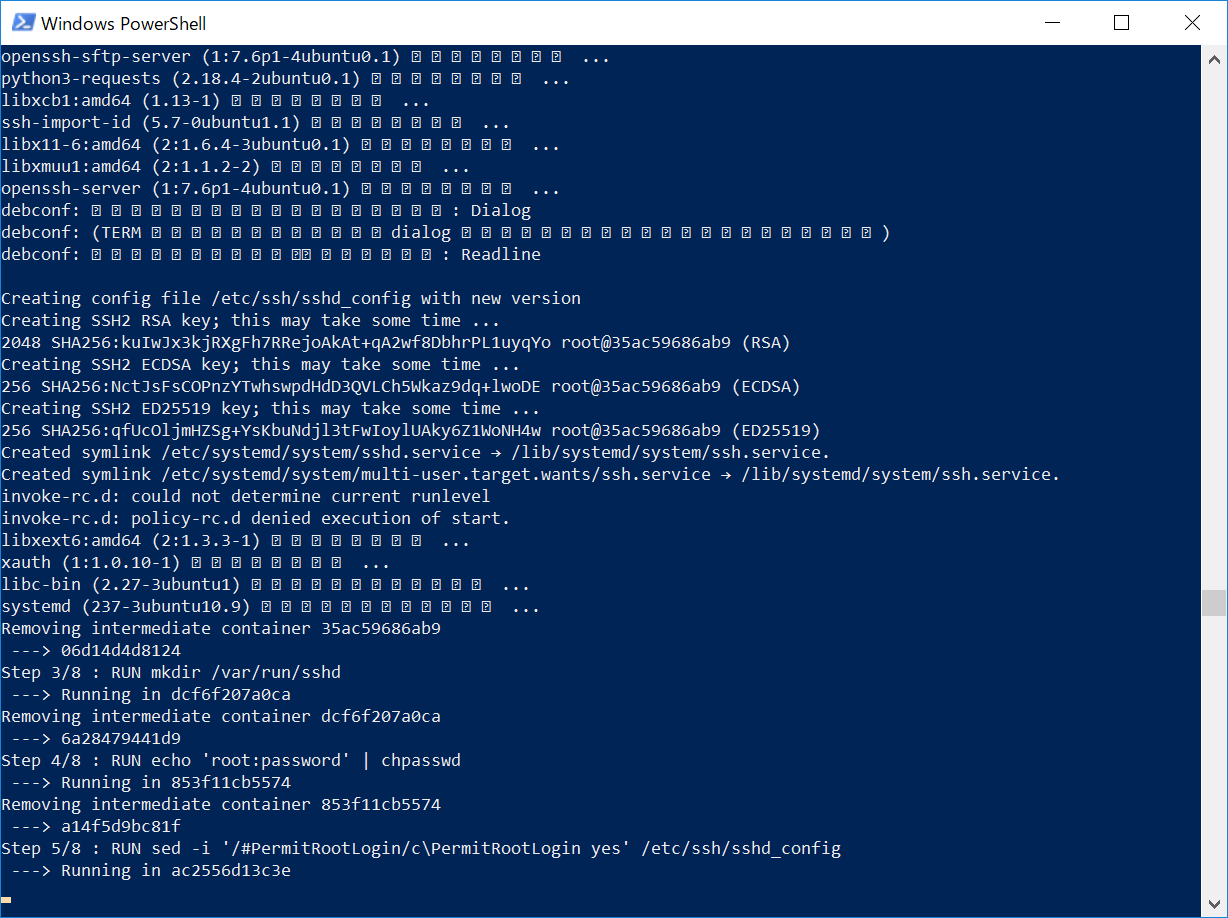 Windows PowerShell
openssh-sftp-server (1:7.6p1-4ubuntu0.1) ...
python3-requests (2.18.4-2ubuntu0.1) ...
libxcb1:amd64 (1.13-1) ...
ssh-import-id (5.7-0ubuntu1.1) ...
libx11-6:amd64 (2:1.6.4-3ubuntu0.1) ...
libxmuu1:amd64 (2:1.1.2-2) ...
openssh-server (1:7.6p1-4ubuntu0.1) ...
debconf: : Dialog
debconf: (TERM dialog )
debconf: : Readline
Creating config file /etc/ssh/sshd_config with new version
Creating SSH2 RSA key; this may take some time ...
2048 SHA256:kuIwJx3kjRXgFh7RRejoAkAt+qA2wf8DbhrPL1uyqYo root@35ac59686ab9 (RSA)
Creating SSH2 ECDSA key; this may take some time ...
256 SHA256:NctJsFsCOPnzYTwhswpdHdD3QVLCh5Wkaz9dq+lwoDE root@35ac59686ab9 (ECDSA)
Creating SSH2 ED25519 key; this may take some time ...
256 SHA256:qfUcOljmHZSg+YsKbuNdjl3tFwIoylUAky6Z1WoNH4w root@35ac59686ab9 (ED25519)
Created symlink /etc/systemd/system/sshd.service → /lib/systemd/system/ssh.service.
Created symlink /etc/systemd/system/multi-user.target.wants/ssh.service → /lib/systemd/system/ssh.service.
invoke-rc.d: could not determine current runlevel
invoke-rc.d: policy-rc.d denied execution of start.
libxext6:amd64 (2:1.3.3-1) ...
xauth (1:1.0.10-1) ...
libc-bin (2.27-3ubuntu1) ...
systemd (237-3ubuntu10.9) ...
Removing intermediate container 35ac59686ab9
---> 06d14d4d8124
Step 3/8 : RUN mkdir /var/run/sshd
---> Running in dcf6f207a0ca
Removing intermediate container dcf6f207a0ca
---> 6a28479441d9
Step 4/8 : RUN echo 'root:password' | chpasswd
---> Running in 853f11cb5574
Removing intermediate container 853f11cb5574
---> a14f5d9bc81f
Step 5/8 : RUN sed -i '/#PermitRootLogin/c\PermitRootLogin yes' /etc/ssh/sshd_config
---> Running in ac2556d13c3e